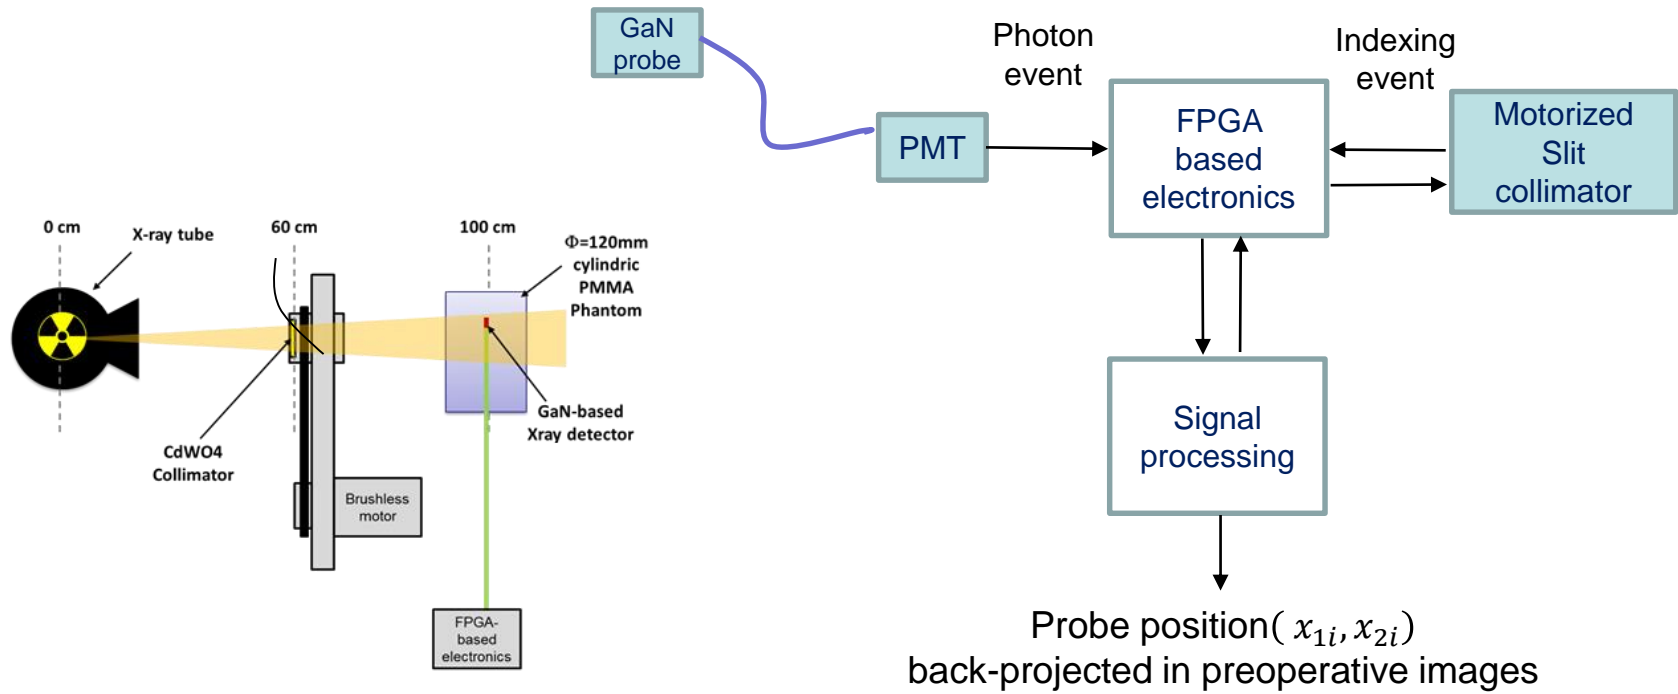 GaN
probe
Photon
event
Indexing
event
PMT
FPGA
based
electronics
Motorized
Slit
collimator
Signal
processing
Probe position( x₁ᵢ, x₂ᵢ)
back-projected in preoperative images
0 cm
60 cm
100 cm
X-ray tube
Φ=120mm
cylindric
PMMA
Phantom
CdWO4
Collimator
GaN-based
Xray detector
Brushless
motor
FPGA-
based
electronics